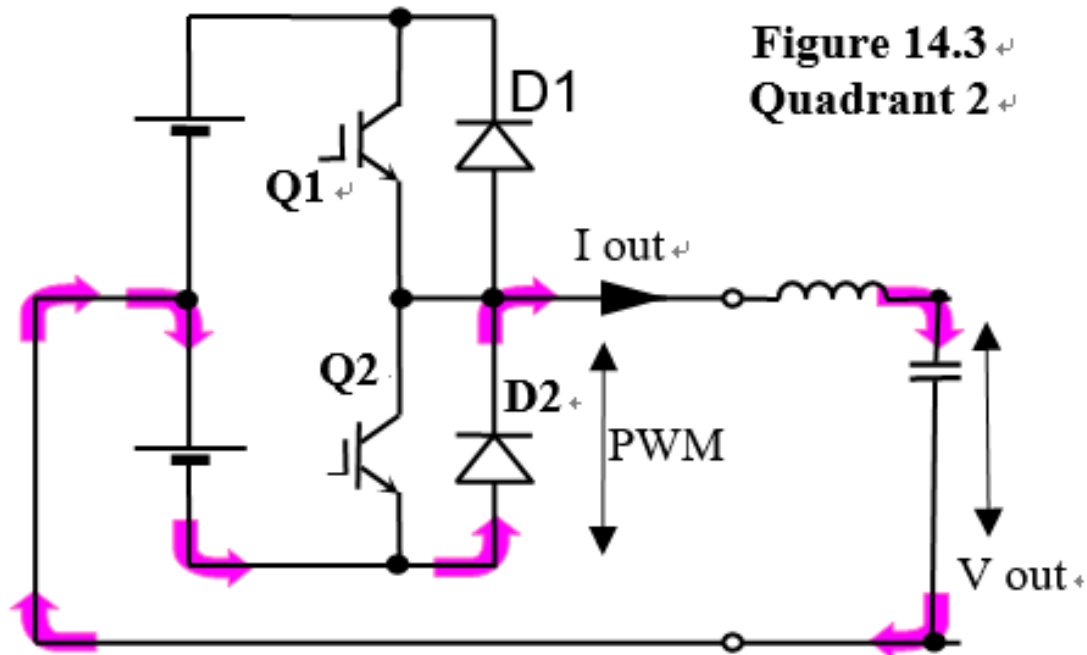 Figure 14.3
Quadrant 2
D1
Q1
I out
Q2
D2
PWM
V out